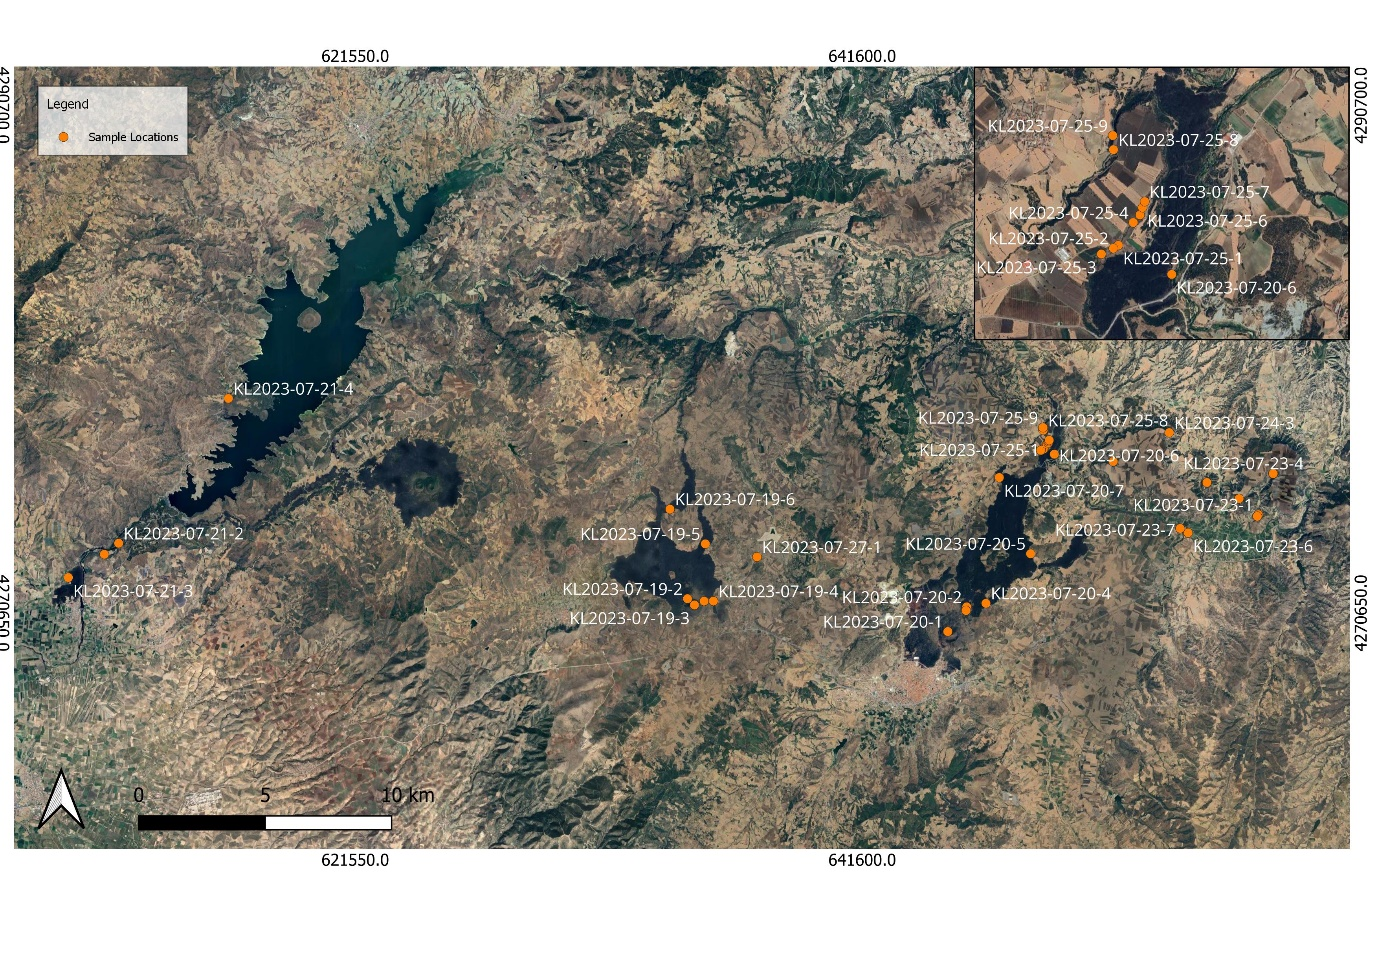 621550.0
641600.0
4290700.0
4290700.0
Legend
Sample Locations
KL2023-07-25-9
KL2023-07-25-8
KL2023-07-25-7
KL2023-07-25-4
KL2023-07-25-6
KL2023-07-25-2
KL2023-07-25-1
KL2023-07-25-3
KL2023-07-20-6
KL2023-07-21-4
KL2023-07-25-9
KL2023-07-25-8
KL2023-07-24-3
KL2023-07-25-1
KL2023-07-20-6
KL2023-07-23-4
KL2023-07-20-7
KL2023-07-19-6
KL2023-07-23-1
KL2023-07-21-2
KL2023-07-19-5
KL2023-07-23-7
KL2023-07-27-1
KL2023-07-20-5
KL2023-07-23-6
KL2023-07-21-3
KL2023-07-19-2
KL2023-07-19-4
KL2023-07-20-2
KL2023-07-20-4
KL2023-07-19-3
KL2023-07-20-1
4270650.0
4270650.0
0 5 10 km
621550.0
641600.0